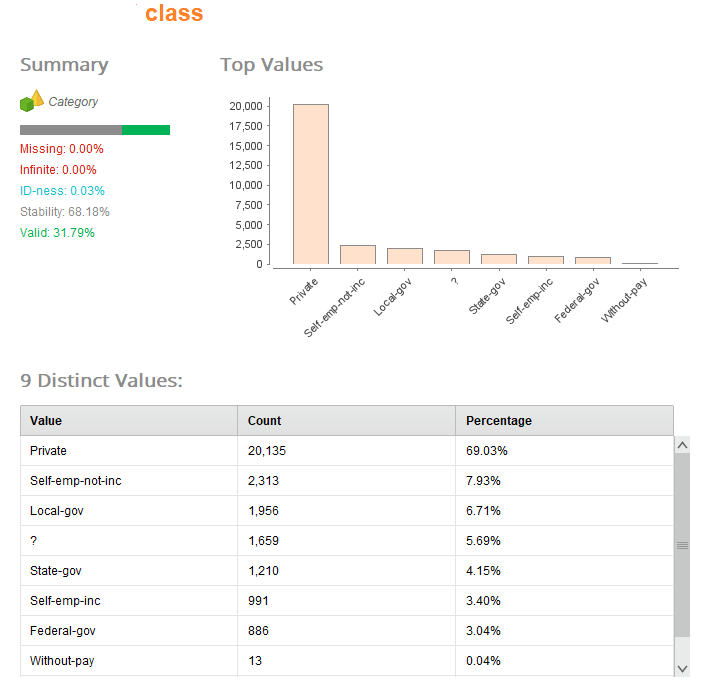 class
Summary
Top Values
Category
Missing: 0.00%
Infinite: 0.00%
ID-ness: 0.03%
Stability: 68.18%
Valid: 31.79%
20,000
17,500
15,000
12,500
10,000
7,500
5,000
2,500
0
Private
Self-emp-not-inc
Local-gov
?
State-gov
Self-emp-inc
Federal-gov
Without-pay
9 Distinct Values:
Value Count Percentage
Private 20,135 69.03%
Self-emp-not-inc 2,313 7.93%
Local-gov 1,956 6.71%
? 1,659 5.69%
State-gov 1,210 4.15%
Self-emp-inc 991 3.40%
Federal-gov 886 3.04%
Without-pay 13 0.04%